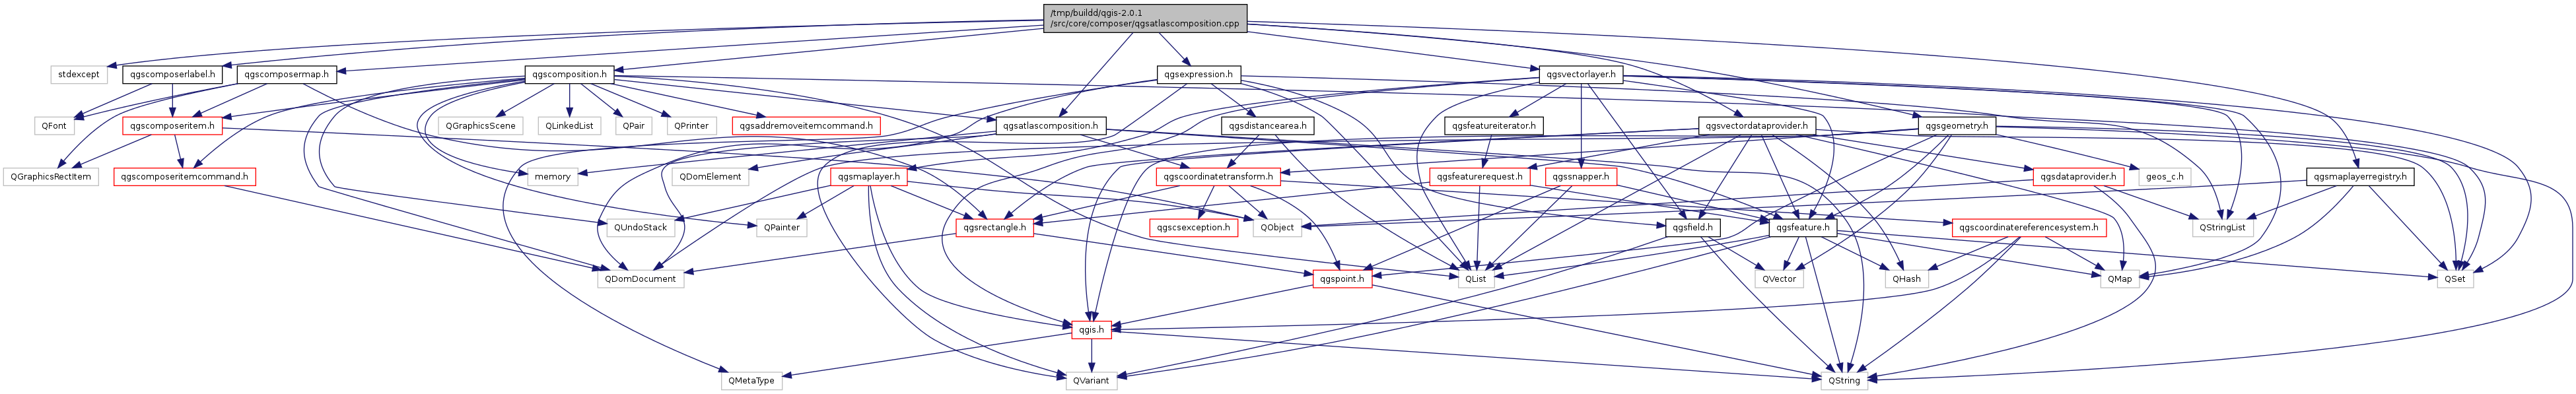 /tmp/buildd/qgis-2.0.1
/src/core/composer/qgsatlascomposition.cpp
stdexcept
qgscomposerlabel.h
qgscomposermap.h
qgscomposition.h
qgsexpression.h
qgsvectorlayer.h
QFont
qgscomposeritem.h
QGraphicsScene
QLinkedList
QPair
QPrinter
qgsaddremoveitemcommand.h
qgsatlascomposition.h
qgsdistancearea.h
qgsfeatureiterator.h
qgsvectordataprovider.h
qgsgeometry.h
QGraphicsRectItem
qgscomposeritemcommand.h
memory
QDomElement
qgsmaplayer.h
qgscoordinatetransform.h
qgsfeaturerequest.h
qgssnapper.h
qgsdataprovider.h
geos_c.h
qgsmaplayerregistry.h
QUndoStack
QPainter
qgsrectangle.h
qgscsexception.h
QObject
qgsfield.h
qgsfeature.h
qgscoordinatereferencesystem.h
QStringList
QDomDocument
qgspoint.h
QList
QVector
QHash
QMap
QSet
qgis.h
QMetaType
QVariant
QString